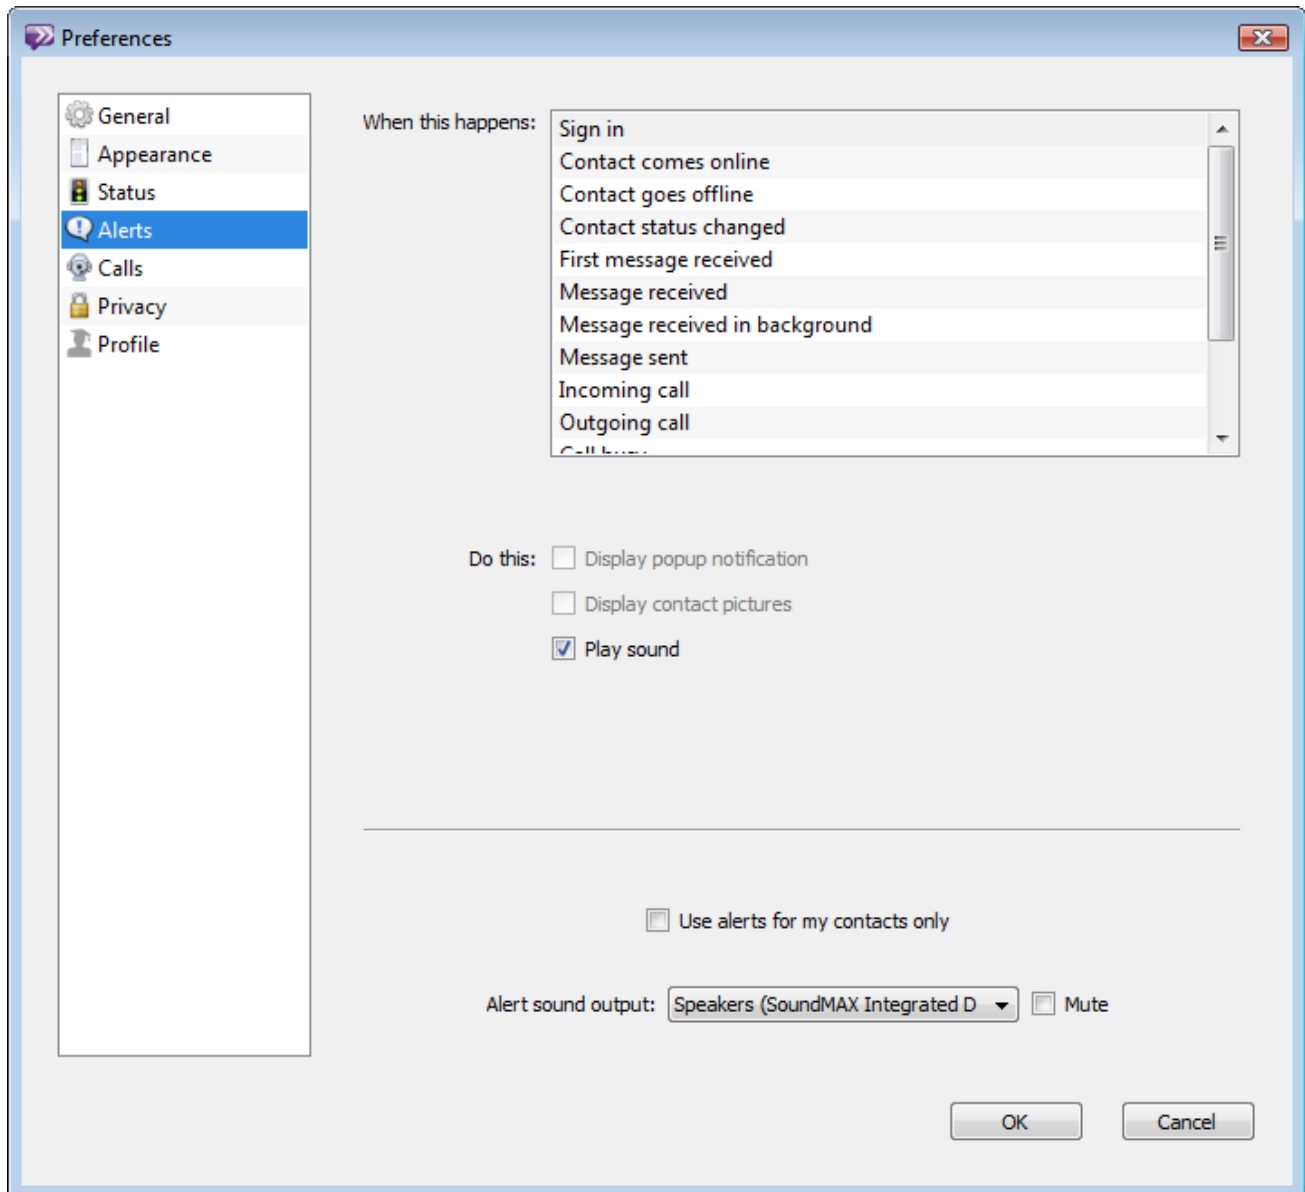 Preferences
General
Appearance
Status
Alerts
Calls
Privacy
Profile
When this happens:
Sign in
Contact comes online
Contact goes offline
Contact status changed
First message received
Message received
Message received in background
Message sent
Incoming call
Outgoing call
Call busy
Do this:
Display popup notification
Display contact pictures
Play sound
Use alerts for my contacts only
Alert sound output: Speakers (SoundMAX Integrated D Mute
OK Cancel